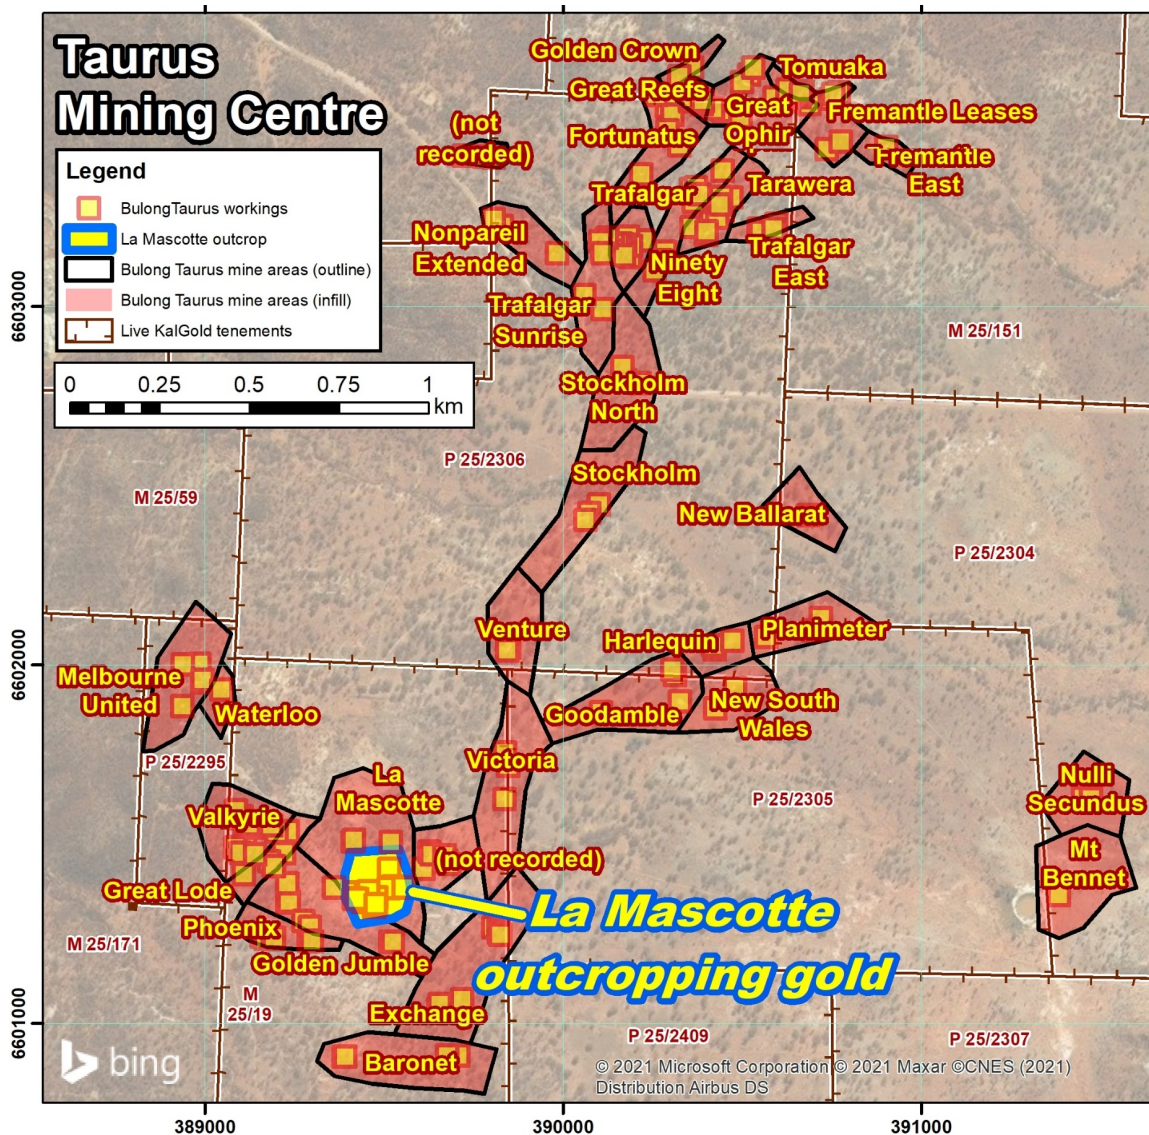 390000
391000
Taurus
Mining Centre
Legend
BulongTaurus workings
La Mascotte outcrop
Bulong Taurus mine areas (outline)
Bulong Taurus mine areas (infill)
Live KalGold tenements
0 0.25 0.5 0.75 1
km
Golden Crown
Tomuaka
Great Reefs
Great
Ophir
Fremantle Leases
(not
recorded)
Fortunatus
Fremantle
East
Trafalgar
Tarawera
Nonpareil
Extended
Ninety
Eight
Trafalgar
East
Trafalgar
Sunrise
6603000
M 25/151
Stockholm
North
P 25/2306
Stockholm
M 25/59
New Ballarat
P 25/2304
Venture
Harlequin
Planimeter
6602000
Melbourne
United
Waterloo
Goodamble
New South
Wales
P 25/2295
Victoria
La
Mascotte
P 25/2305
Nulli
Secundus
Valkyrie
(not recorded)
Mt
Bennet
Great Lode
La Mascotte
outcropping gold
Phoenix
M 25/171
Golden Jumble
M
25/19
Exchange
6601000
P 25/2409
P 25/2307
Baronet
bing
© 2021 Microsoft Corporation © 2021 Maxar ©CNES (2021)
Distribution Airbus DS
389000
390000
391000